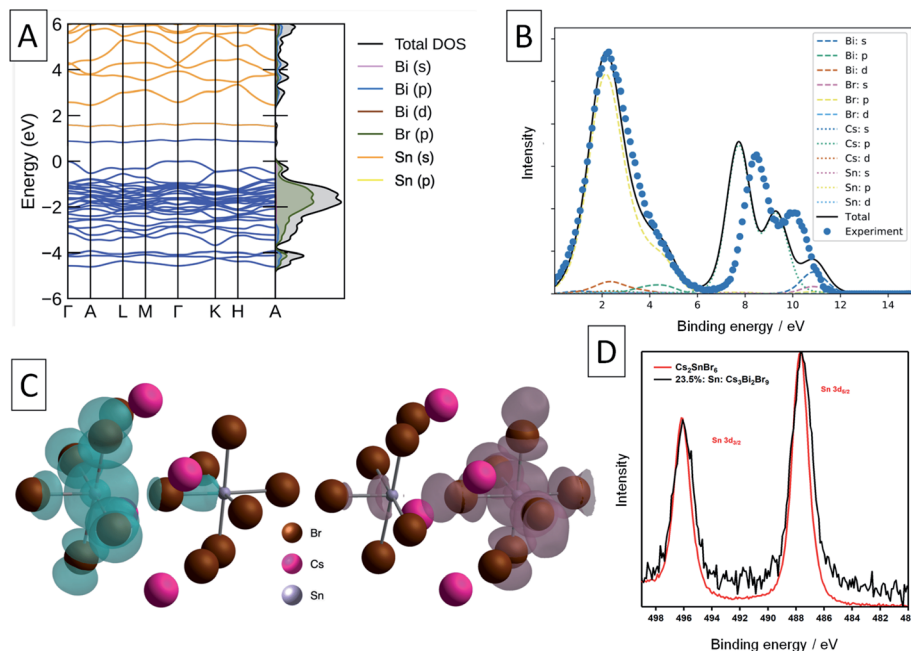 A
Energy (eV)
6
4
2
0
−2
−4
−6
Γ A L M Γ K H A
Total DOS
Bi (s)
Bi (p)
Bi (d)
Br (p)
Sn (s)
Sn (p)
B
Intensity
Bi: s
Bi: p
Bi: d
Br: s
Br: p
Br: d
Cs: s
Cs: p
Cs: d
Sn: s
Sn: p
Sn: d
Total
Experiment
2 4 6 8 10 12 14
Binding energy / eV
C
Br
Cs
Sn
D
Cs₂SnBr₆
23.5%: Sn: Cs₃Bi₂Br₉
Sn 3d₅/₂
Sn 3d₃/₂
Intensity
498 496 494 492 490 488 486 484 482 48
Binding energy / eV